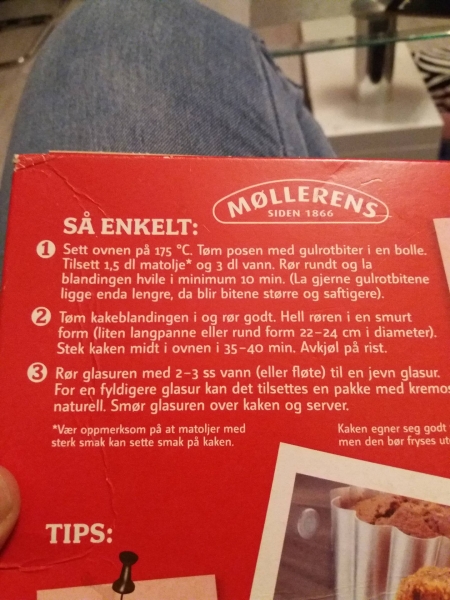 MØLLERENS
SIDEN 1866
SÅ ENKELT:
1 Sett ovnen på 175 °C. Tøm posen med gulrotbiter i en bolle.
Tilsett 1,5 dl matolje* og 3 dl vann. Rør rundt og la
blandingen hvile i minimum 10 min. (La gjerne gulrotbitene
ligge enda lengre, da blir bitene større og saftigere).
2 Tøm kakeblandingen i og rør godt. Hell røren i en smurt
form (liten langpanne eller rund form 22–24 cm i diameter).
Stek kaken midt i ovnen i 35–40 min. Avkjøl på rist.
3 Rør glasuren med 2–3 ss vann (eller fløte) til en jevn glasur.
For en fyldigere glasur kan det tilsettes en pakke med kremos
naturell. Smør glasuren over kaken og server.
*Vær oppmerksom på at matoljer med
sterk smak kan sette smak på kaken.
Kaken egner seg godt
men den bør fryses ut
TIPS: